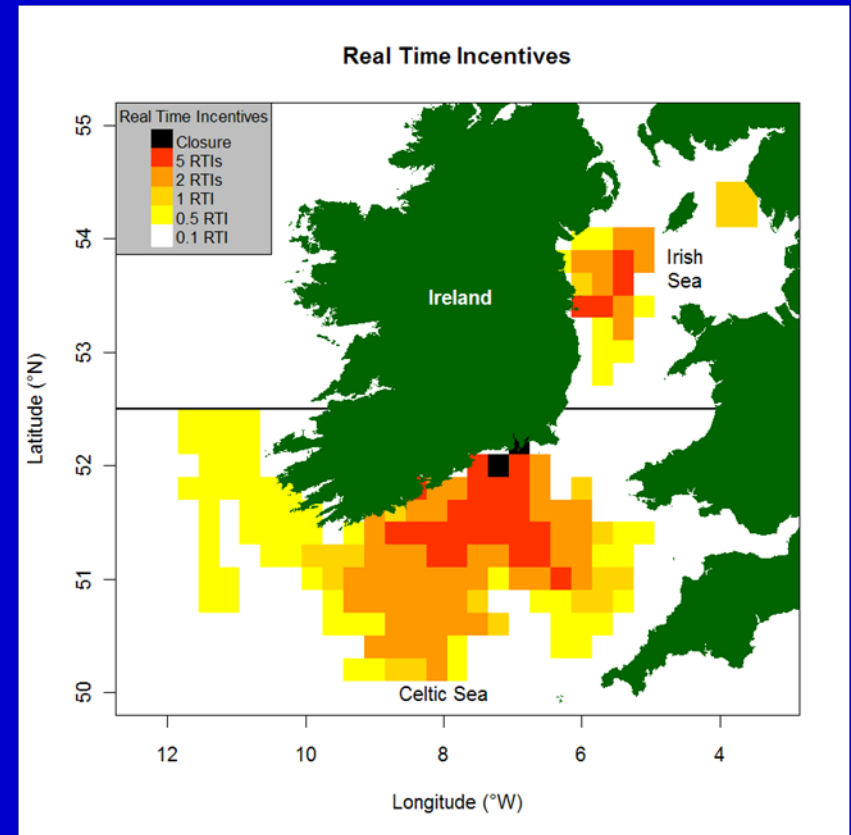 Real Time Incentives
Real Time Incentives
Closure
5 RTIs
2 RTIs
1 RTI
0.5 RTI
0.1 RTI
55
54
53
52
51
50
Latitude (°N)
Ireland
Irish
Sea
Celtic Sea
12
10
8
6
4
Longitude (°W)